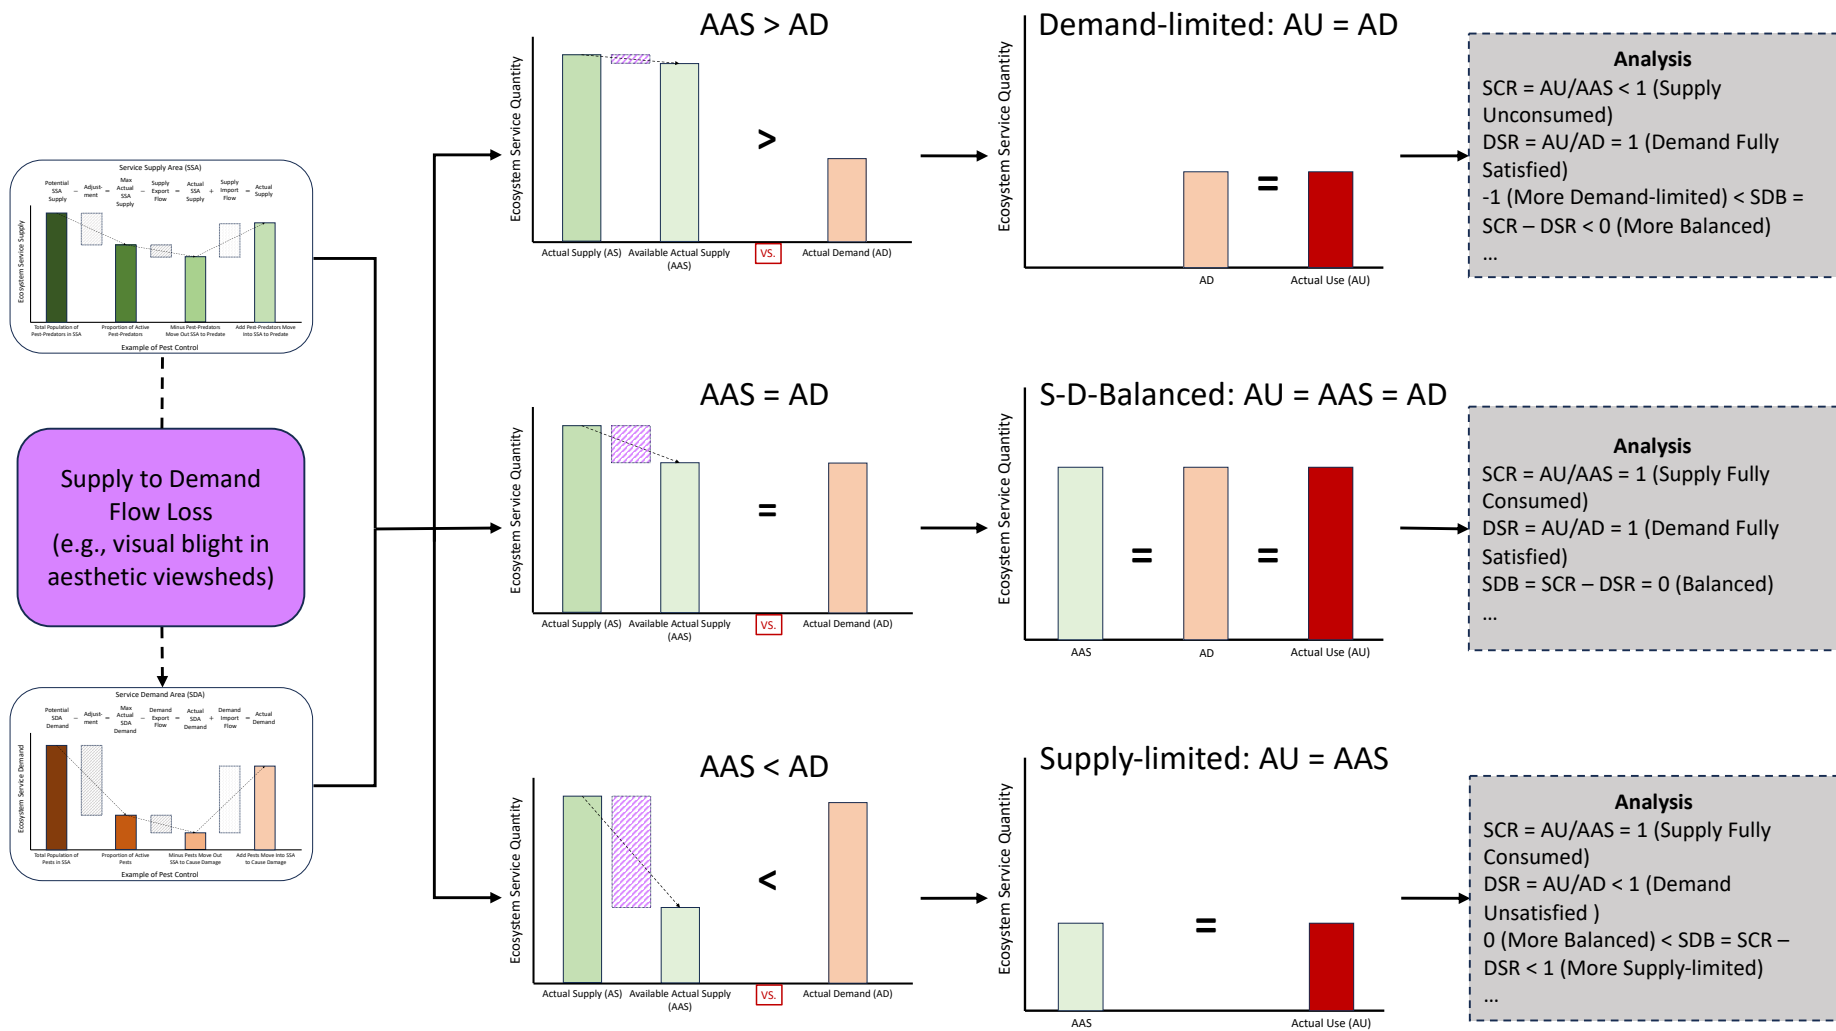 Service Supply Area (SSA)
Potential SSA Supply
−
Adjust-ment
=
Max Actual SSA Supply
−
Supply Export Flow
=
Actual SSA Supply
+
Supply Import Flow
=
Actual Supply
Ecosystem Service Supply
Total Population of Pest-Predators in SSA
Proportion of Active Pest-Predators
Minus Pest-Predators Move Out SSA to Predate
Add Pest-Predators Move Into SSA to Predate
Example of Pest Control
Supply to Demand
Flow Loss
(e.g., visual blight in
aesthetic viewsheds)
Service Demand Area (SDA)
Potential SDA Demand
−
Adjust-ment
=
Max Actual SDA Demand
−
Demand Export Flow
=
Actual SDA Demand
+
Demand Import Flow
=
Actual Demand
Ecosystem Service Demand
Total Population of Pests in SSA
Proportion of Active Pests
Minus Pests Move Out SSA to Cause Damage
Add Pests Move Into SSA to Cause Damage
Example of Pest Control
AAS > AD
Ecosystem Service Quantity
>
Actual Supply (AS)
Available Actual Supply
(AAS)
VS.
Actual Demand (AD)
Demand-limited: AU = AD
Ecosystem Service Quantity
=
AD
Actual Use (AU)
Analysis
SCR = AU/AAS < 1 (Supply
Unconsumed)
DSR = AU/AD = 1 (Demand Fully
Satisfied)
-1 (More Demand-limited) < SDB =
SCR – DSR < 0 (More Balanced)
...
AAS = AD
Ecosystem Service Quantity
=
Actual Supply (AS)
Available Actual Supply
(AAS)
VS.
Actual Demand (AD)
S-D-Balanced: AU = AAS = AD
Ecosystem Service Quantity
=
=
AAS
AD
Actual Use (AU)
Analysis
SCR = AU/AAS = 1 (Supply Fully
Consumed)
DSR = AU/AD = 1 (Demand Fully
Satisfied)
SDB = SCR – DSR = 0 (Balanced)
...
AAS < AD
Ecosystem Service Quantity
<
Actual Supply (AS)
Available Actual Supply
(AAS)
VS.
Actual Demand (AD)
Supply-limited: AU = AAS
Ecosystem Service Quantity
=
AAS
Actual Use (AU)
Analysis
SCR = AU/AAS = 1 (Supply Fully
Consumed)
DSR = AU/AD < 1 (Demand
Unsatisfied )
0 (More Balanced) < SDB = SCR –
DSR < 1 (More Supply-limited)
...